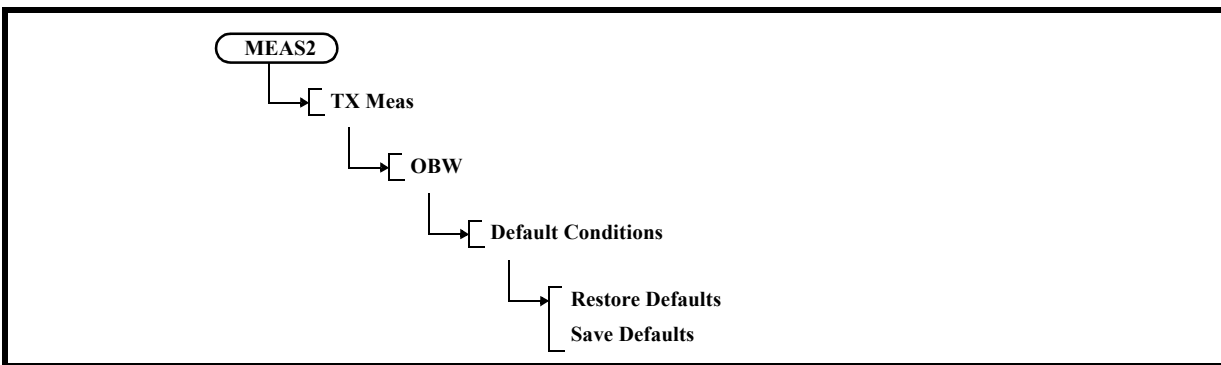 MEAS2
TX Meas
OBW
Default Conditions
Restore Defaults
Save Defaults